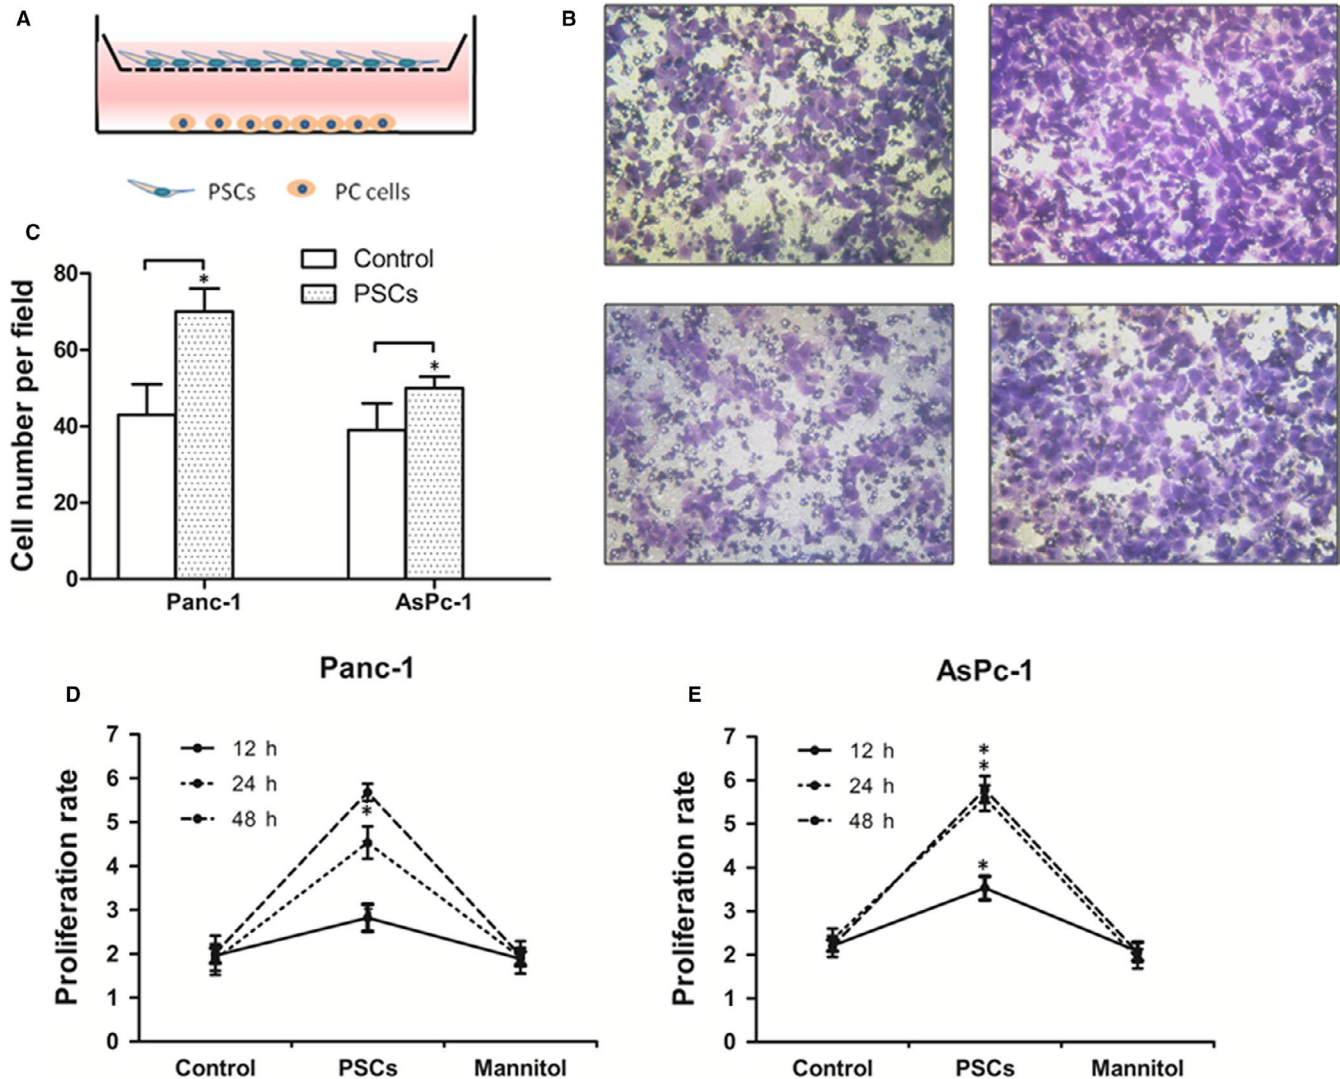 A
PSCs
PC cells
B
C
Control
PSCs
Cell number per field
80
60
40
20
0
*
*
Panc-1
AsPc-1
D
Panc-1
12 h
24 h
48 h
Proliferation rate
7
6
5
4
3
2
1
0
*
*
Control
PSCs
Mannitol
E
AsPc-1
12 h
24 h
48 h
Proliferation rate
7
6
5
4
3
2
1
0
*
*
*
Control
PSCs
Mannitol